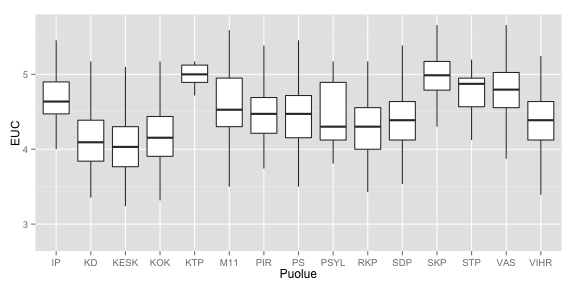 EUC
5
4
3
IP KD KESK KOK KTP M11 PIR PS PSYL RKP SDP SKP STP VAS VIHR
Puolue